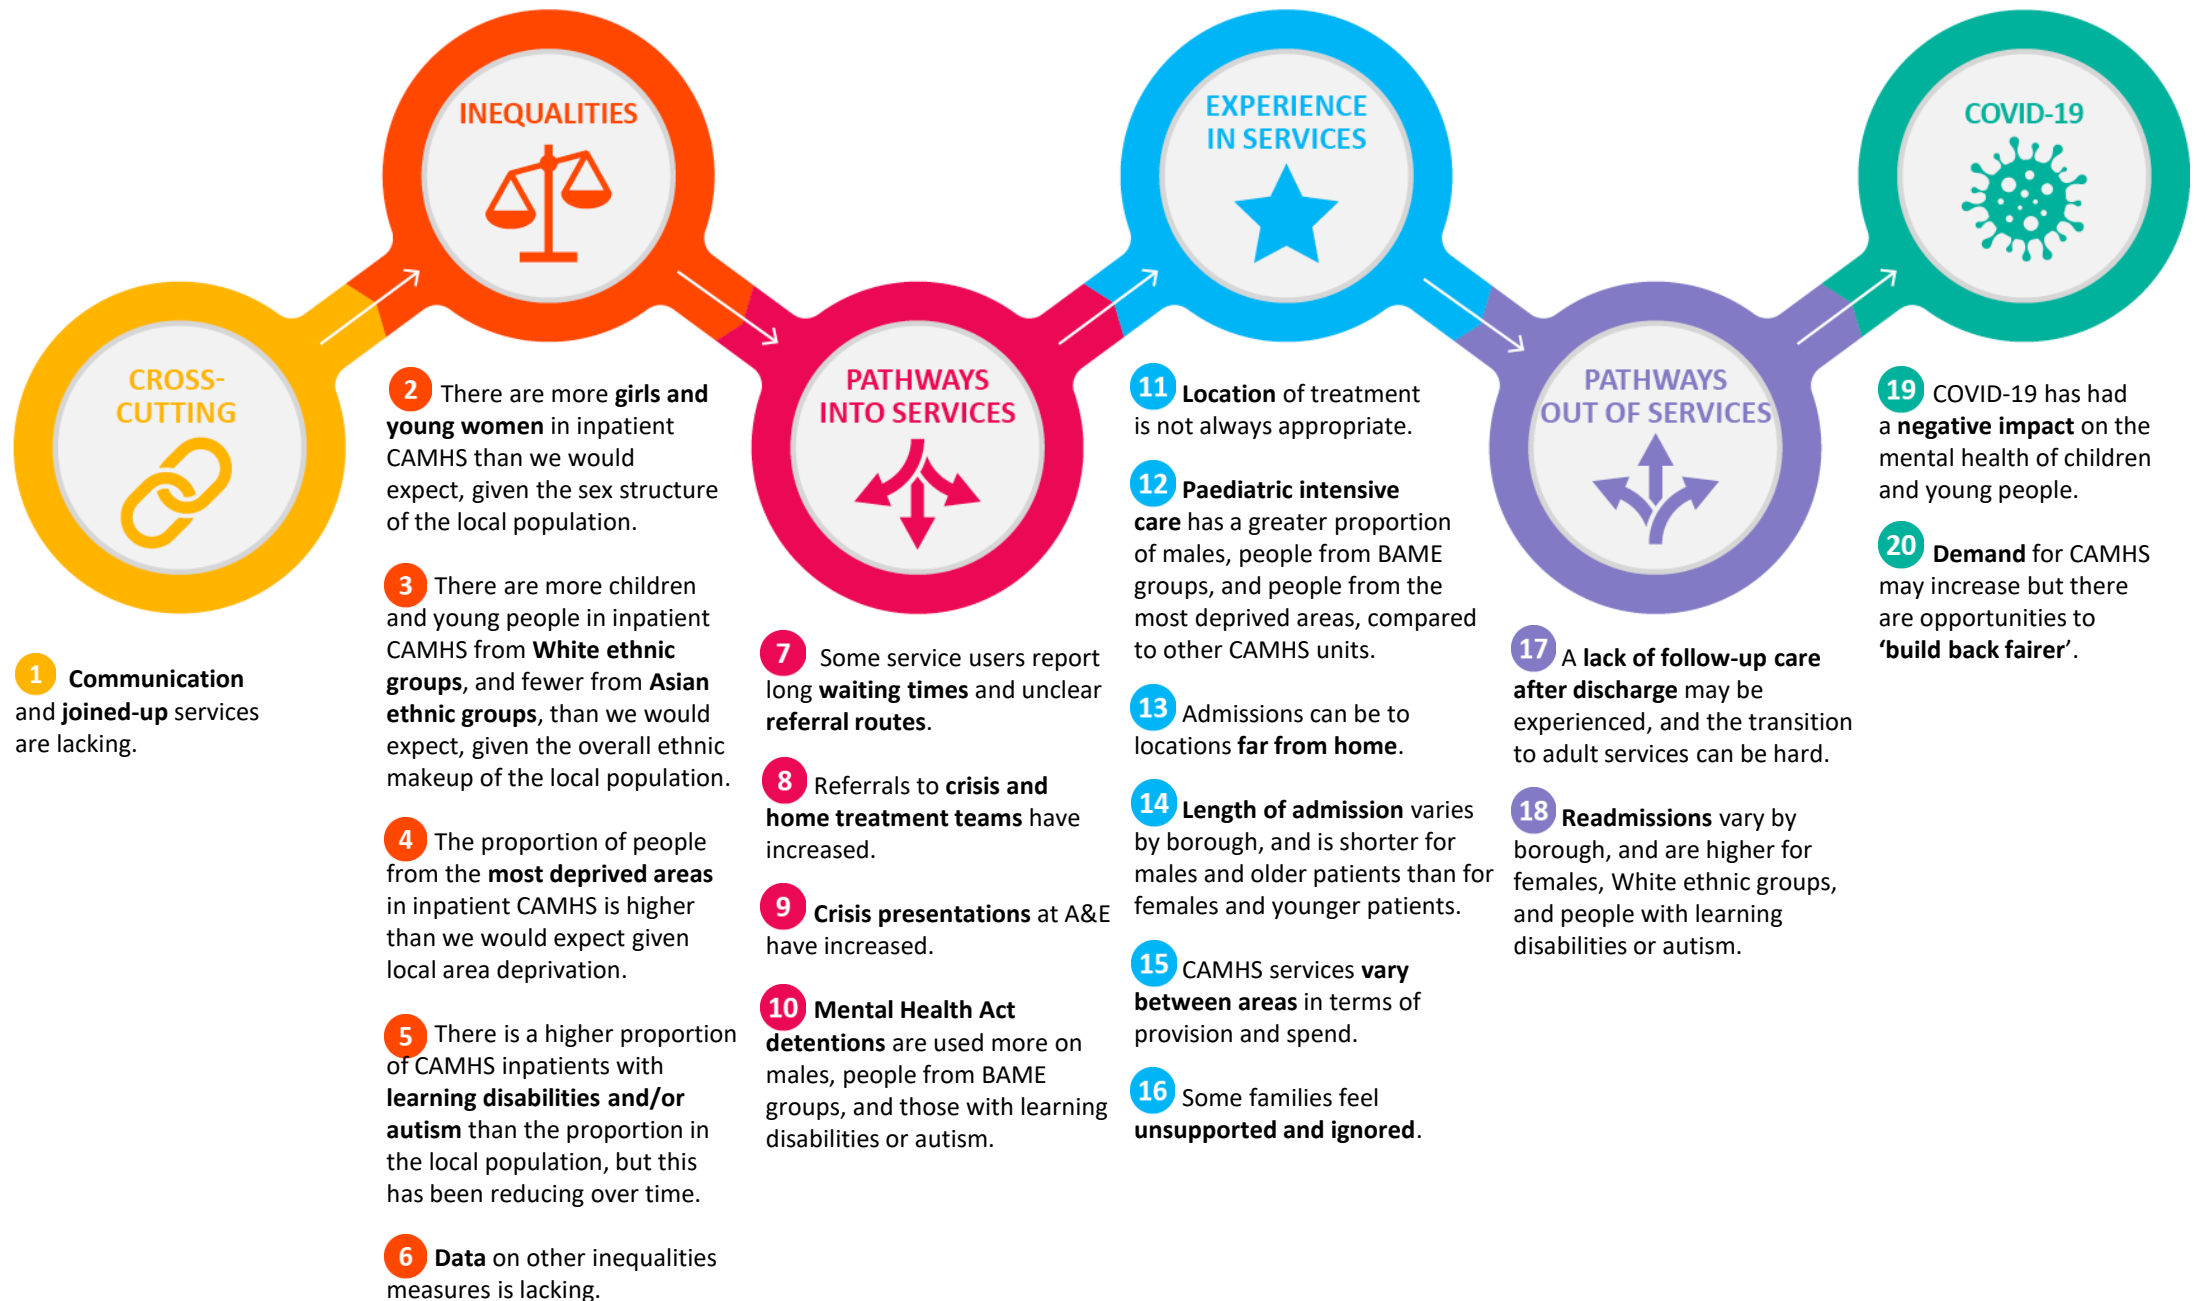 CROSS-
CUTTING
1 Communication
and joined-up services
are lacking.
INEQUALITIES
2 There are more girls and
young women in inpatient
CAMHS than we would
expect, given the sex structure
of the local population.
3 There are more children
and young people in inpatient
CAMHS from White ethnic
groups, and fewer from Asian
ethnic groups, than we would
expect, given the overall ethnic
makeup of the local population.
4 The proportion of people
from the most deprived areas
in inpatient CAMHS is higher
than we would expect given
local area deprivation.
5 There is a higher proportion
of CAMHS inpatients with
learning disabilities and/or
autism than the proportion in
the local population, but this
has been reducing over time.
6 Data on other inequalities
measures is lacking.
PATHWAYS
INTO SERVICES
7 Some service users report
long waiting times and unclear
referral routes.
8 Referrals to crisis and
home treatment teams have
increased.
9 Crisis presentations at A&E
have increased.
10 Mental Health Act
detentions are used more on
males, people from BAME
groups, and those with learning
disabilities or autism.
EXPERIENCE
IN SERVICES
11 Location of treatment
is not always appropriate.
12 Paediatric intensive
care has a greater proportion
of males, people from BAME
groups, and people from the
most deprived areas, compared
to other CAMHS units.
13 Admissions can be to
locations far from home.
14 Length of admission varies
by borough, and is shorter for
males and older patients than for
females and younger patients.
15 CAMHS services vary
between areas in terms of
provision and spend.
16 Some families feel
unsupported and ignored.
PATHWAYS
OUT OF SERVICES
17 A lack of follow-up care
after discharge may be
experienced, and the transition
to adult services can be hard.
18 Readmissions vary by
borough, and are higher for
females, White ethnic groups,
and people with learning
disabilities or autism.
COVID-19
19 COVID-19 has had
a negative impact on the
mental health of children
and young people.
20 Demand for CAMHS
may increase but there
are opportunities to
‘build back fairer’.